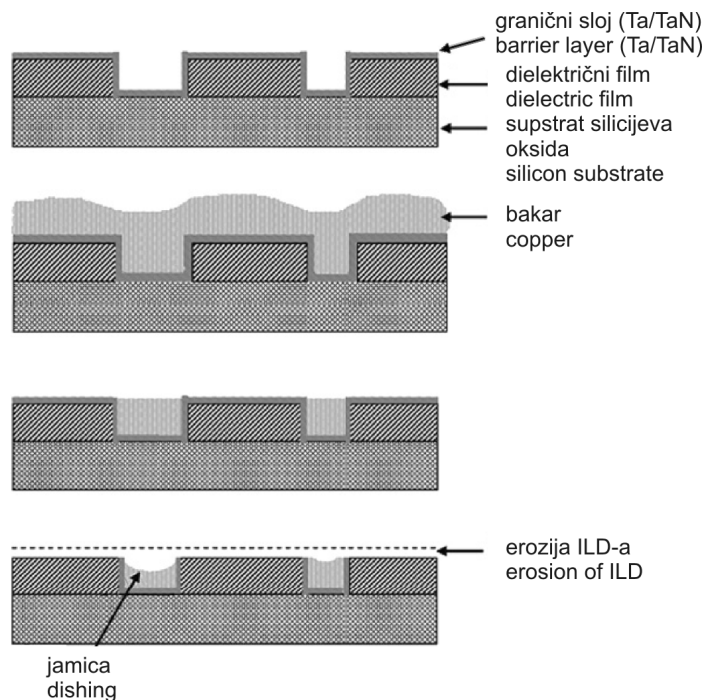 granični sloj (Ta/TaN)
barrier layer (Ta/TaN)
dielektrični film
dielectric film
supstrat silicijeva
oksida
silicon substrate
bakar
copper
erozija ILD-a
erosion of ILD
jamica
dishing